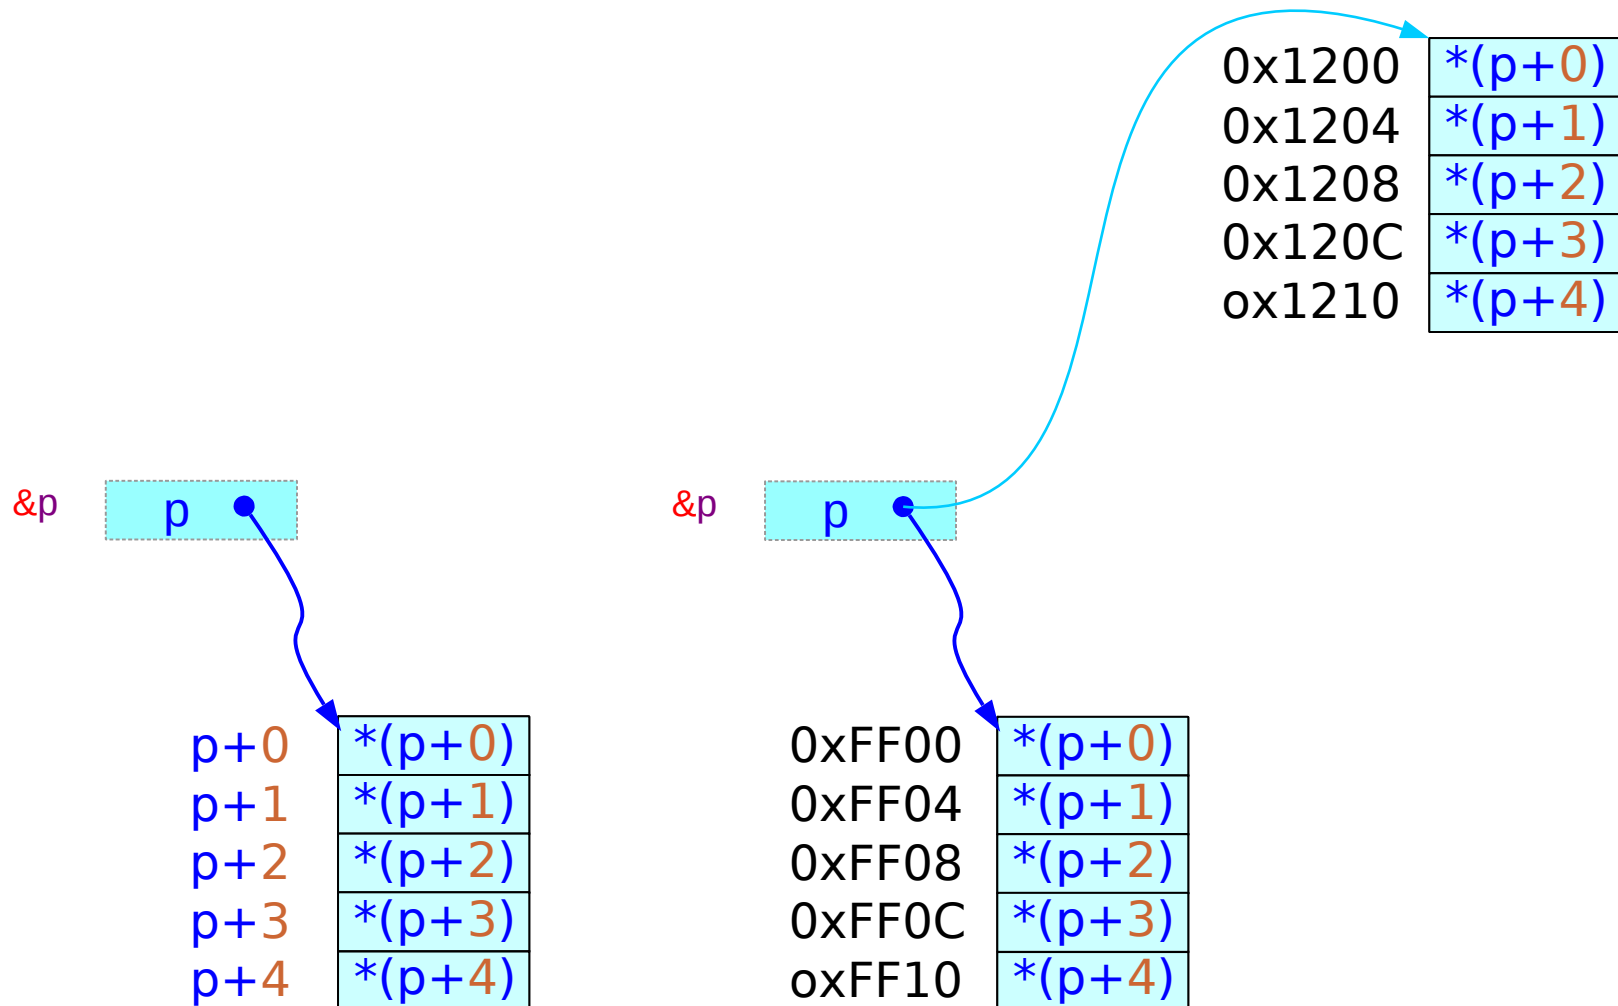 0x1200 *(p+0)
0x1204 *(p+1)
0x1208 *(p+2)
0x120C *(p+3)
ox1210 *(p+4)
&p p
&p p
p+0 *(p+0)
p+1 *(p+1)
p+2 *(p+2)
p+3 *(p+3)
p+4 *(p+4)
0xFF00 *(p+0)
0xFF04 *(p+1)
0xFF08 *(p+2)
0xFF0C *(p+3)
oxFF10 *(p+4)